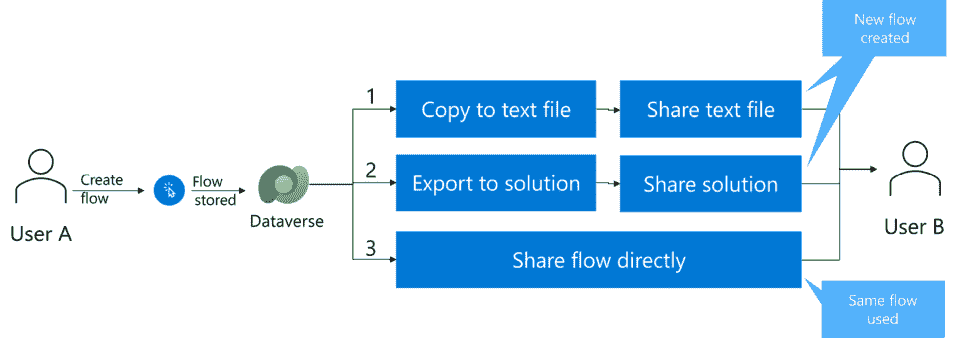 New flow
created
1
Copy to text file
Share text file
Create
flow
Flow
stored
2
Export to solution
Share solution
Dataverse
User A
User B
3
Share flow directly
Same flow
used